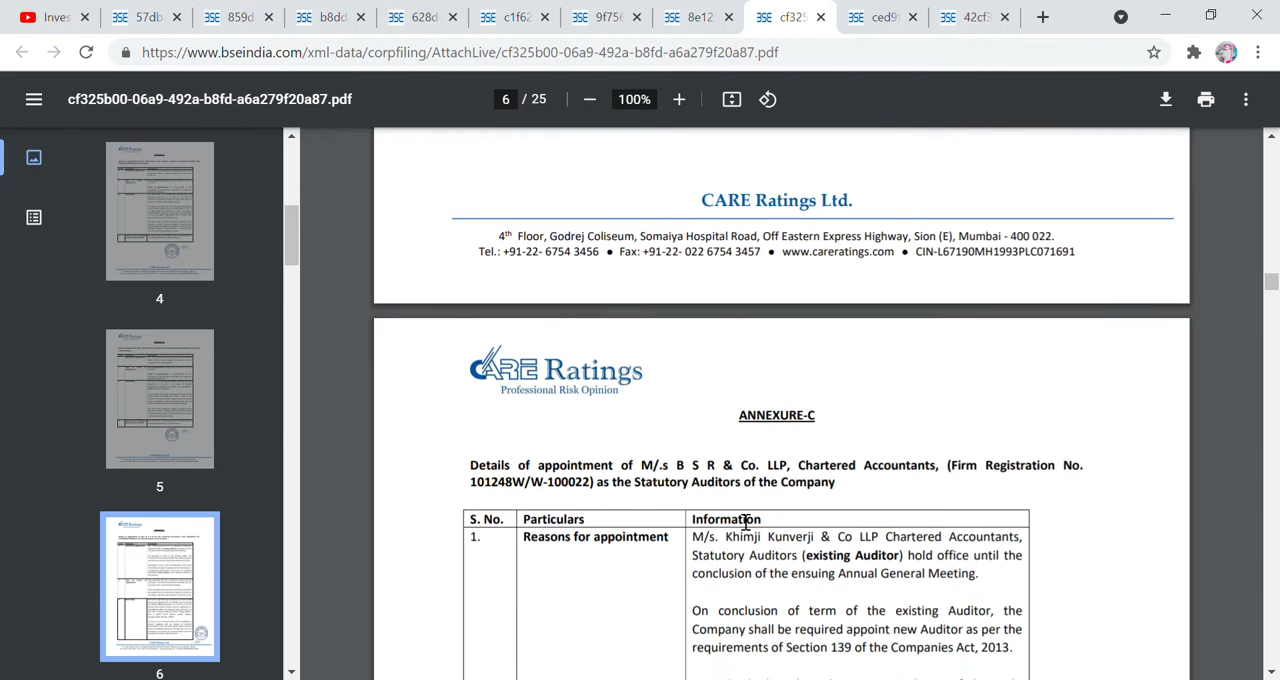 Inves
57db
859d
b8dd
628d
c1f62
9f756
8e12
cf325
ced9f
42cf3
https://www.bseindia.com/xml-data/corpfiling/AttachLive/cf325b00-06a9-492a-b8fd-a6a279f20a87.pdf
cf325b00-06a9-492a-b8fd-a6a279f20a87.pdf
6 / 25
100%
4
5
6
CARE Ratings Ltd.
4th Floor, Godrej Coliseum, Somaiya Hospital Road, Off Eastern Express Highway, Sion (E), Mumbai - 400 022.
Tel.: +91-22- 6754 3456 ● Fax: +91-22- 022 6754 3457 ● www.careratings.com ● CIN-L67190MH1993PLC071691
CARE Ratings
Professional Risk Opinion
ANNEXURE-C
Details of appointment of M/.s B S R & Co. LLP, Chartered Accountants, (Firm Registration No.
101248W/W-100022) as the Statutory Auditors of the Company
S. No. Particulars Information
1. Reasons for appointment M/s. Khimji Kunverji & Co LLP Chartered Accountants,
Statutory Auditors (existing Auditor) hold office until the
conclusion of the ensuing Annual General Meeting.
On conclusion of term of the existing Auditor, the
Company shall be required appoint new Auditor as per the
requirements of Section 139 of the Companies Act, 2013.